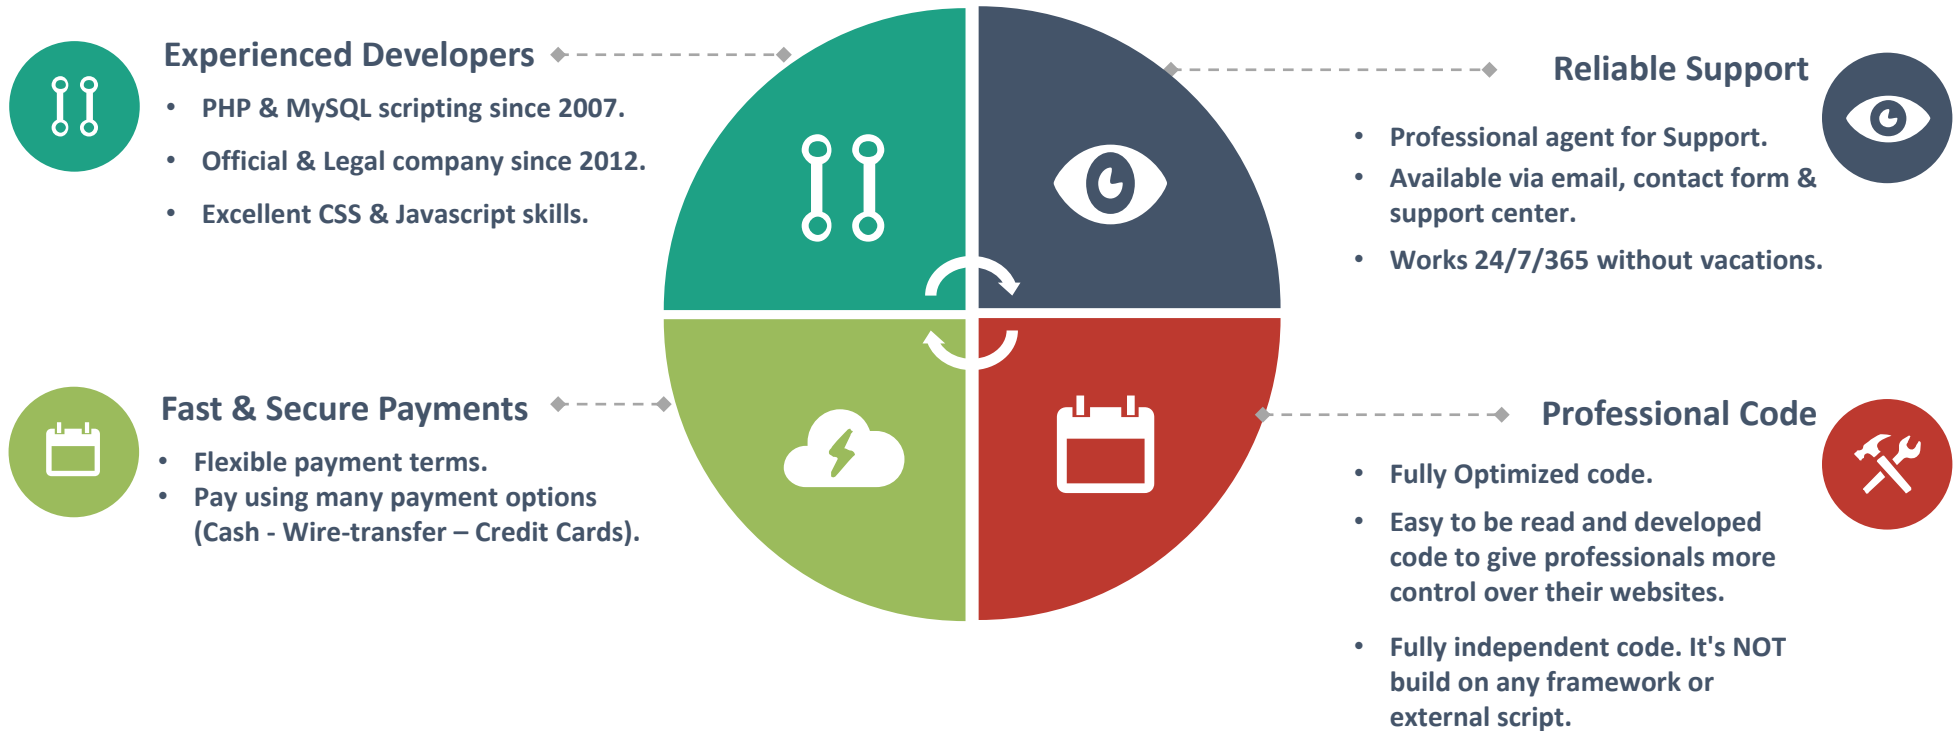 Experienced Developers
• PHP & MySQL scripting since 2007.
• Official & Legal company since 2012.
• Excellent CSS & Javascript skills.
Reliable Support
• Professional agent for Support.
• Available via email, contact form &
support center.
• Works 24/7/365 without vacations.
Fast & Secure Payments
• Flexible payment terms.
• Pay using many payment options
(Cash - Wire-transfer – Credit Cards).
Professional Code
• Fully Optimized code.
• Easy to be read and developed
code to give professionals more
control over their websites.
• Fully independent code. It's NOT
build on any framework or
external script.